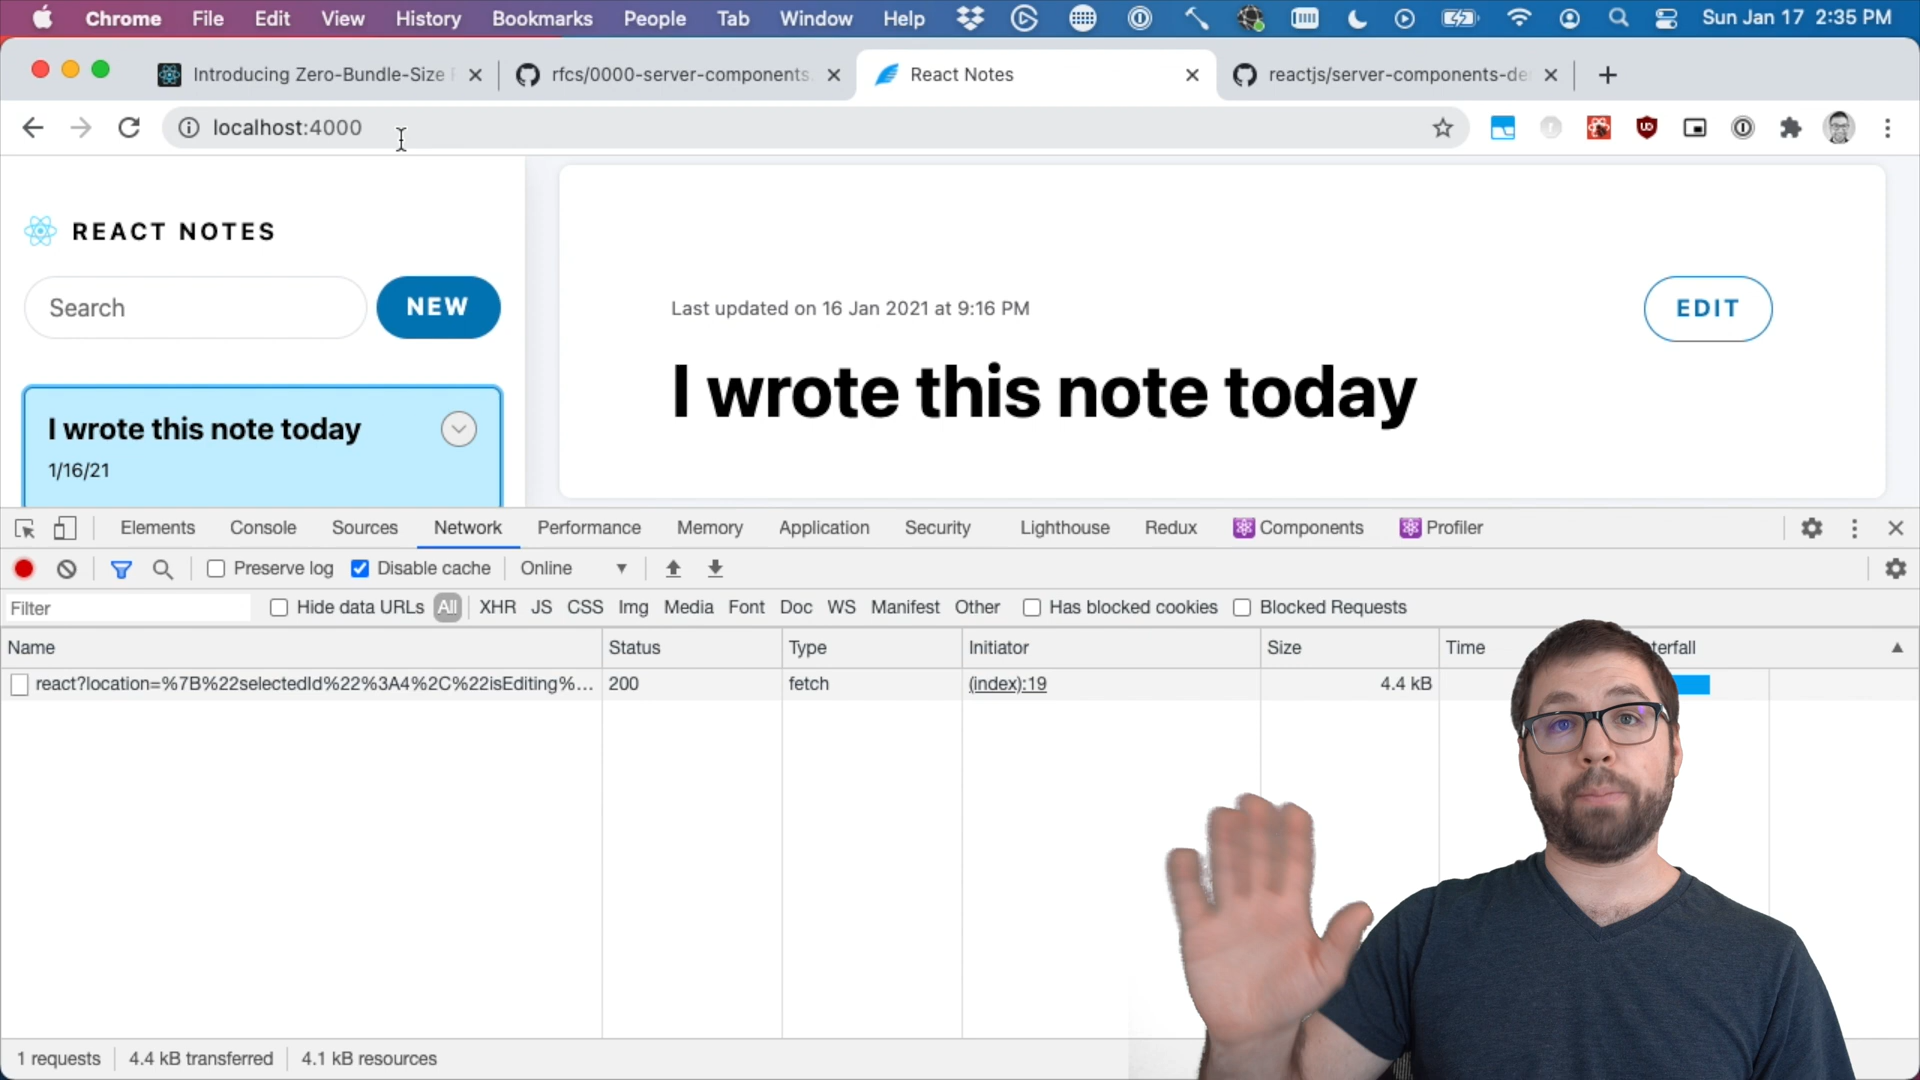 Chrome File Edit View History Bookmarks People Tab Window Help Sun Jan 17 2:35 PM
Introducing Zero-Bundle-Size
rfcs/0000-server-components.
React Notes
reactjs/server-components-de
localhost:4000
REACT NOTES
Search
NEW
I wrote this note today
1/16/21
Last updated on 16 Jan 2021 at 9:16 PM
EDIT
I wrote this note today
Elements Console Sources Network Performance Memory Application Security Lighthouse Redux Components Profiler
Preserve log Disable cache Online
Filter Hide data URLs All XHR JS CSS Img Media Font Doc WS Manifest Other Has blocked cookies Blocked Requests
Name Status Type Initiator Size Time terfall
react?location=%7B%22selectedId%22%3A4%2C%22isEditing%... 200 fetch (index):19 4.4 kB
1 requests 4.4 kB transferred 4.1 kB resources